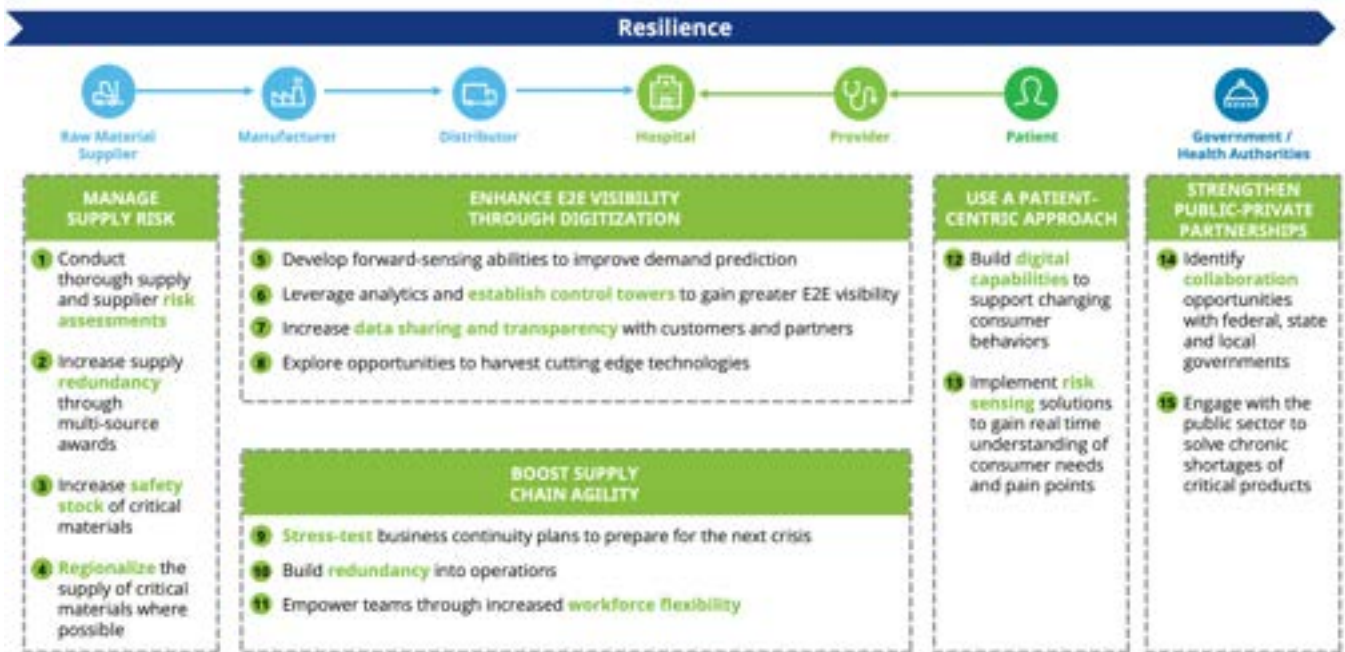 Resilience
Raw Material
Supplier
Manufacturer
Distributor
Hospital
Provider
Patient
Government /
Health Authorities
MANAGE
SUPPLY RISK
1 Conduct
thorough supply
and supplier risk
assessments
2 Increase supply
redundancy
through
multi-source
awards
3 Increase safety
stock of critical
materials
4 Regionalize the
supply of critical
materials where
possible
ENHANCE E2E VISIBILITY
THROUGH DIGITIZATION
5 Develop forward-sensing abilities to improve demand prediction
6 Leverage analytics and establish control towers to gain greater E2E visibility
7 Increase data sharing and transparency with customers and partners
8 Explore opportunities to harvest cutting edge technologies
BOOST SUPPLY
CHAIN AGILITY
9 Stress-test business continuity plans to prepare for the next crisis
10 Build redundancy into operations
11 Empower teams through increased workforce flexibility
USE A PATIENT-
CENTRIC APPROACH
12 Build digital
capabilities to
support changing
consumer
behaviors
13 Implement risk
sensing solutions
to gain real time
understanding of
consumer needs
and pain points
STRENGTHEN
PUBLIC-PRIVATE
PARTNERSHIPS
14 Identify
collaboration
opportunities
with federal, state
and local
governments
15 Engage with the
public sector to
solve chronic
shortages of
critical products